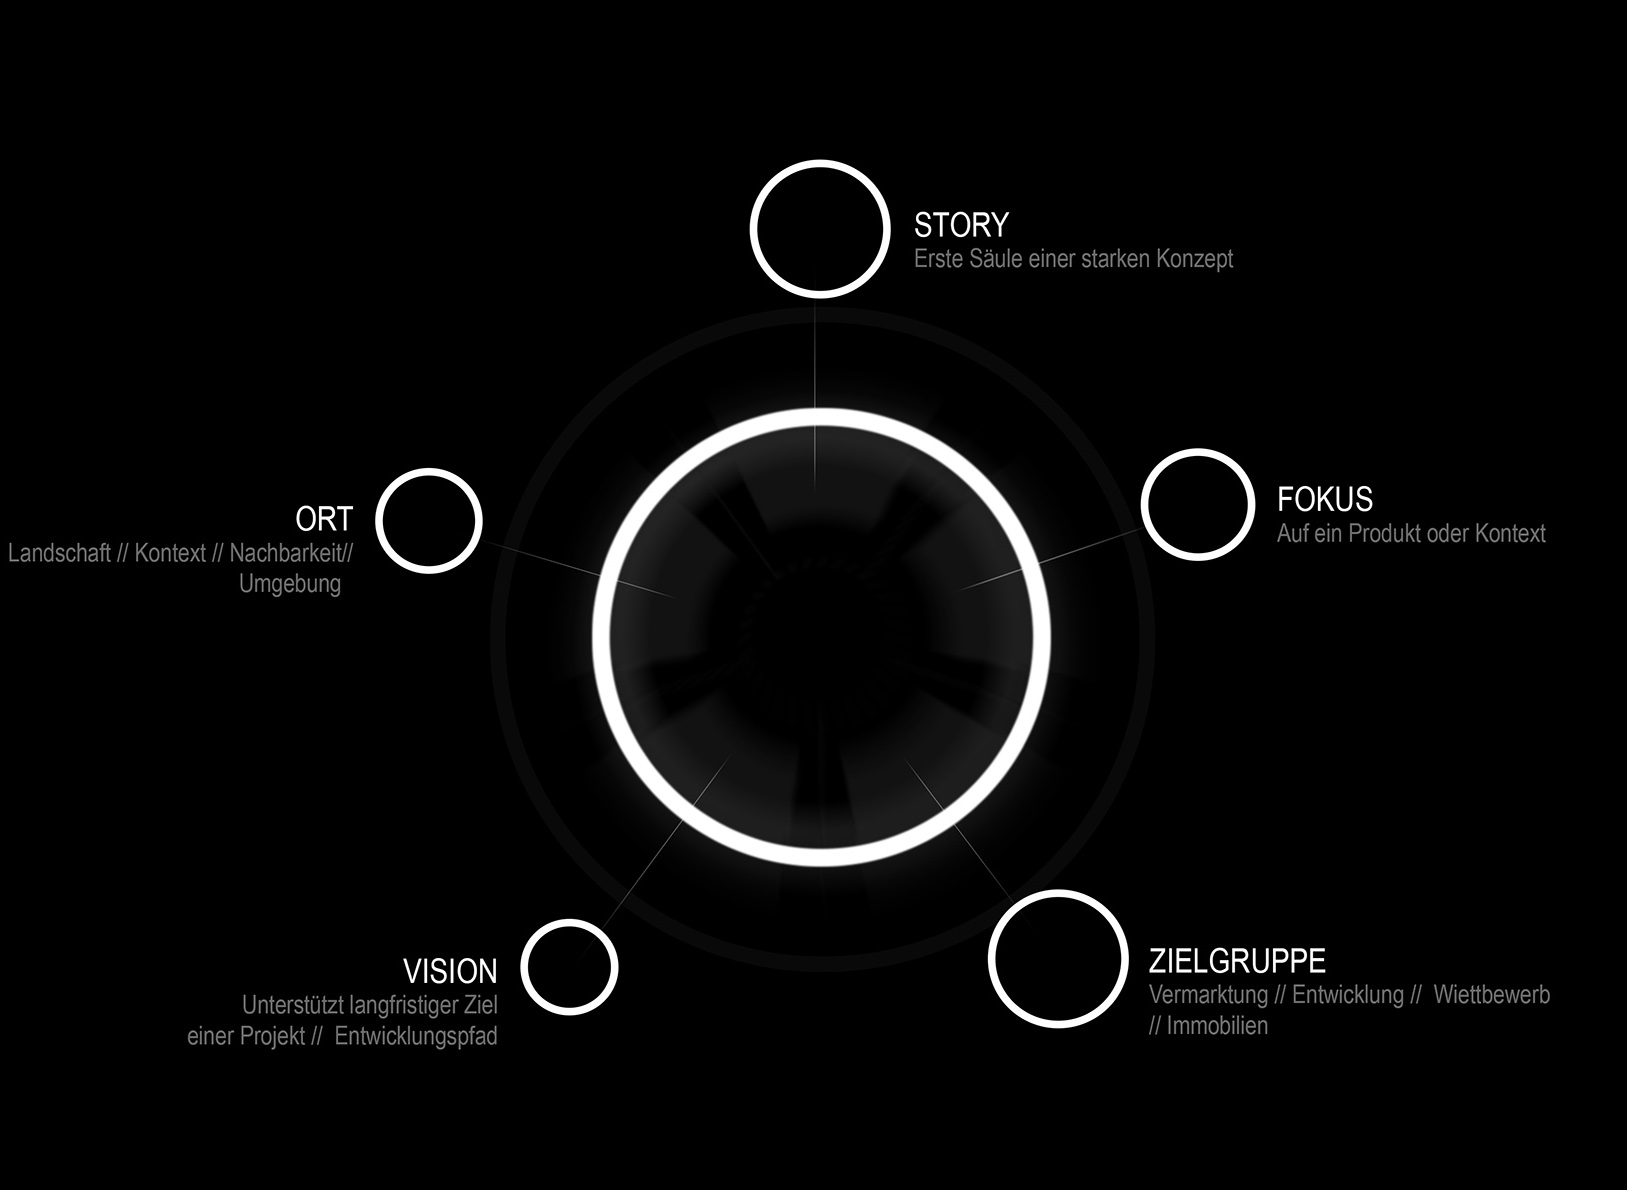 STORY
Erste Säule einer starken Konzept
FOKUS
Auf ein Produkt oder Kontext
ORT
Landschaft // Kontext // Nachbarkeit//
Umgebung
VISION
Unterstützt langfristiger Ziel
einer Projekt // Entwicklungspfad
ZIELGRUPPE
Vermarktung // Entwicklung // Wiettbewerb
// Immobilien